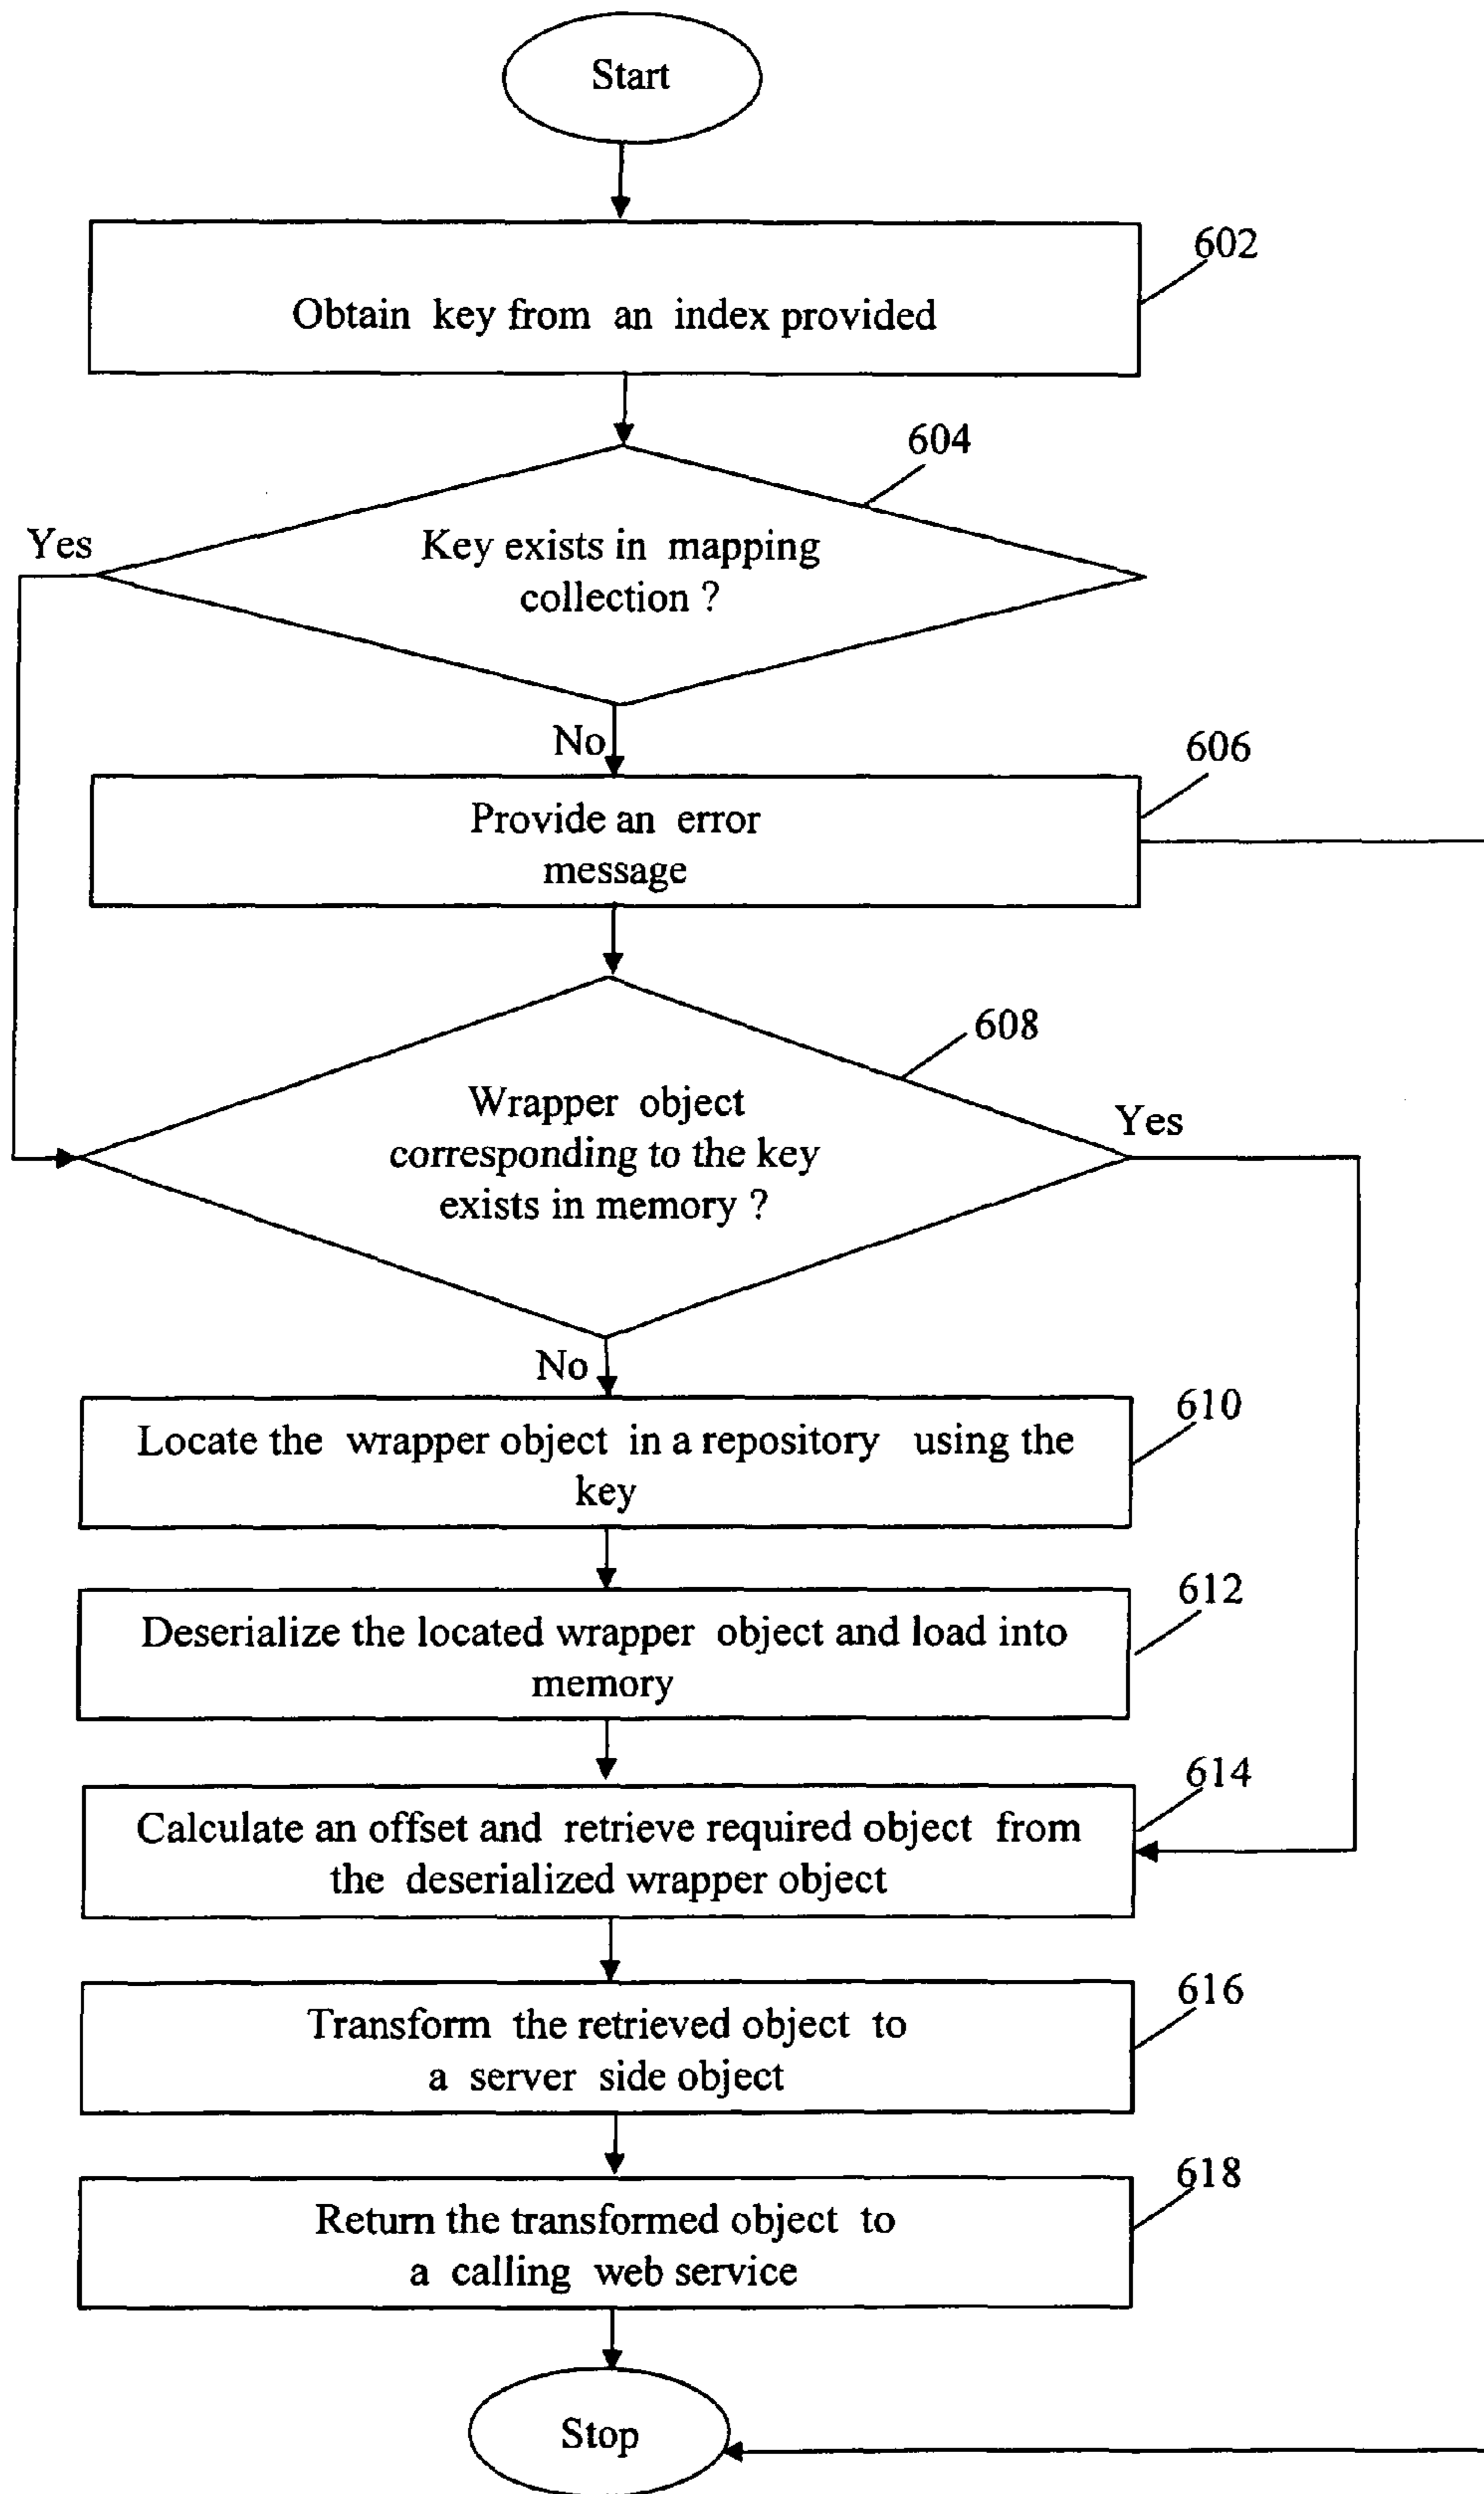 Start
602
Obtain key from an index provided
604
Yes
Key exists in mapping
collection ?
No
606
Provide an error
message
608
Wrapper object
corresponding to the key
exists in memory ?
Yes
No
610
Locate the wrapper object in a repository using the
key
612
Deserialize the located wrapper object and load into
memory
614
Calculate an offset and retrieve required object from
the deserialized wrapper object
616
Transform the retrieved object to
a server side object
618
Return the transformed object to
a calling web service
Stop